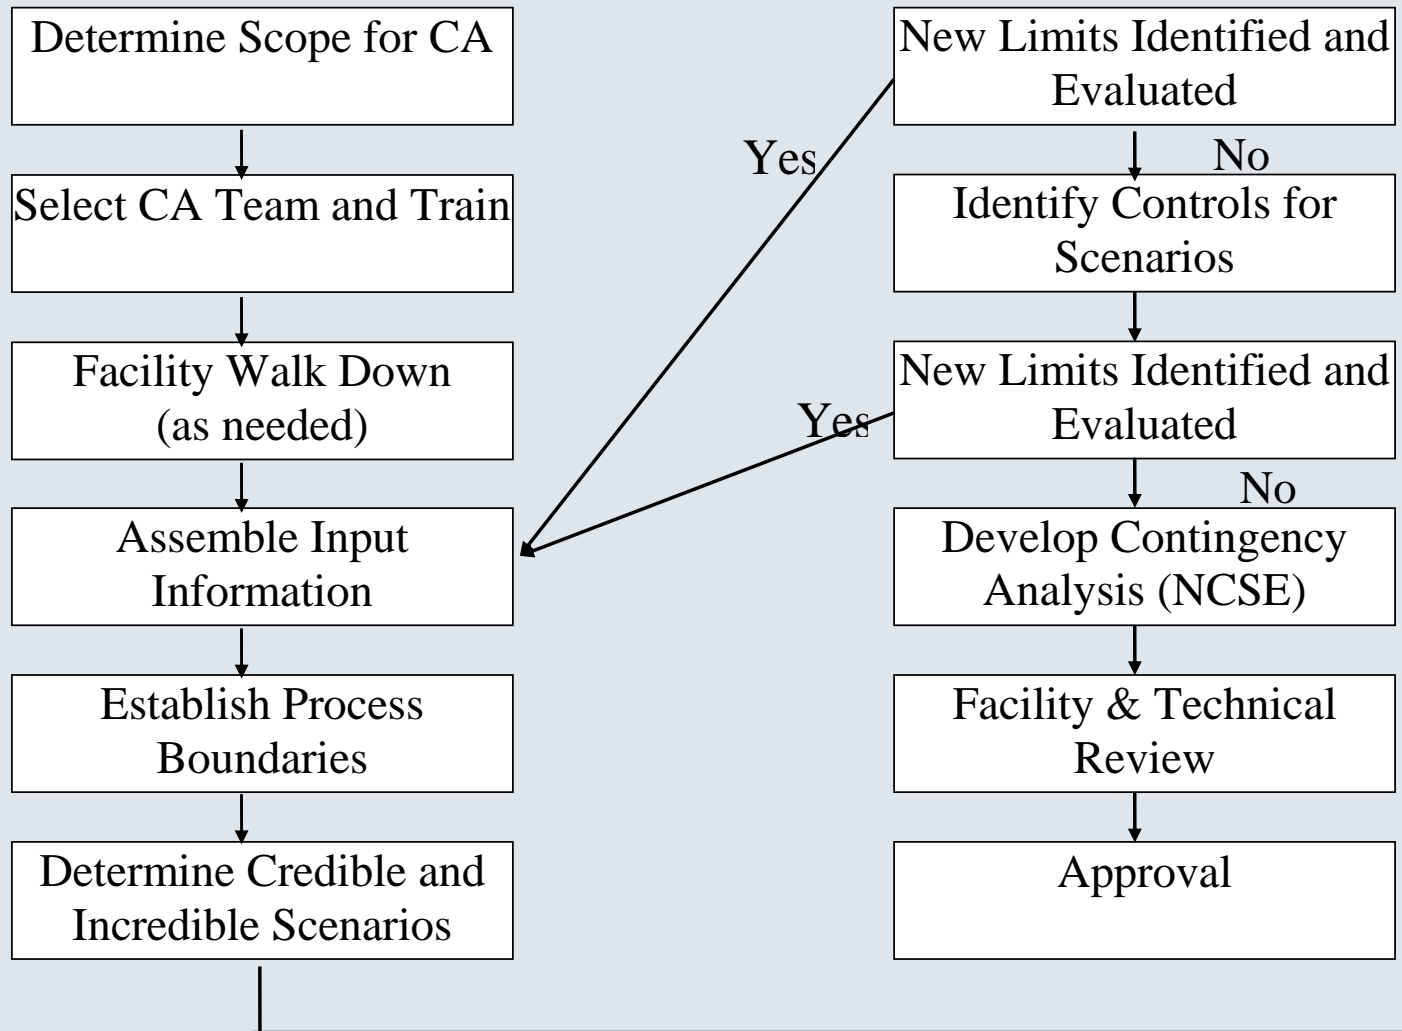 Determine Scope for CA
Select CA Team and Train
Facility Walk Down
(as needed)
Assemble Input
Information
Establish Process
Boundaries
Determine Credible and
Incredible Scenarios
Yes
Yes
New Limits Identified and
Evaluated
No
Identify Controls for
Scenarios
New Limits Identified and
Evaluated
No
Develop Contingency
Analysis (NCSE)
Facility & Technical
Review
Approval